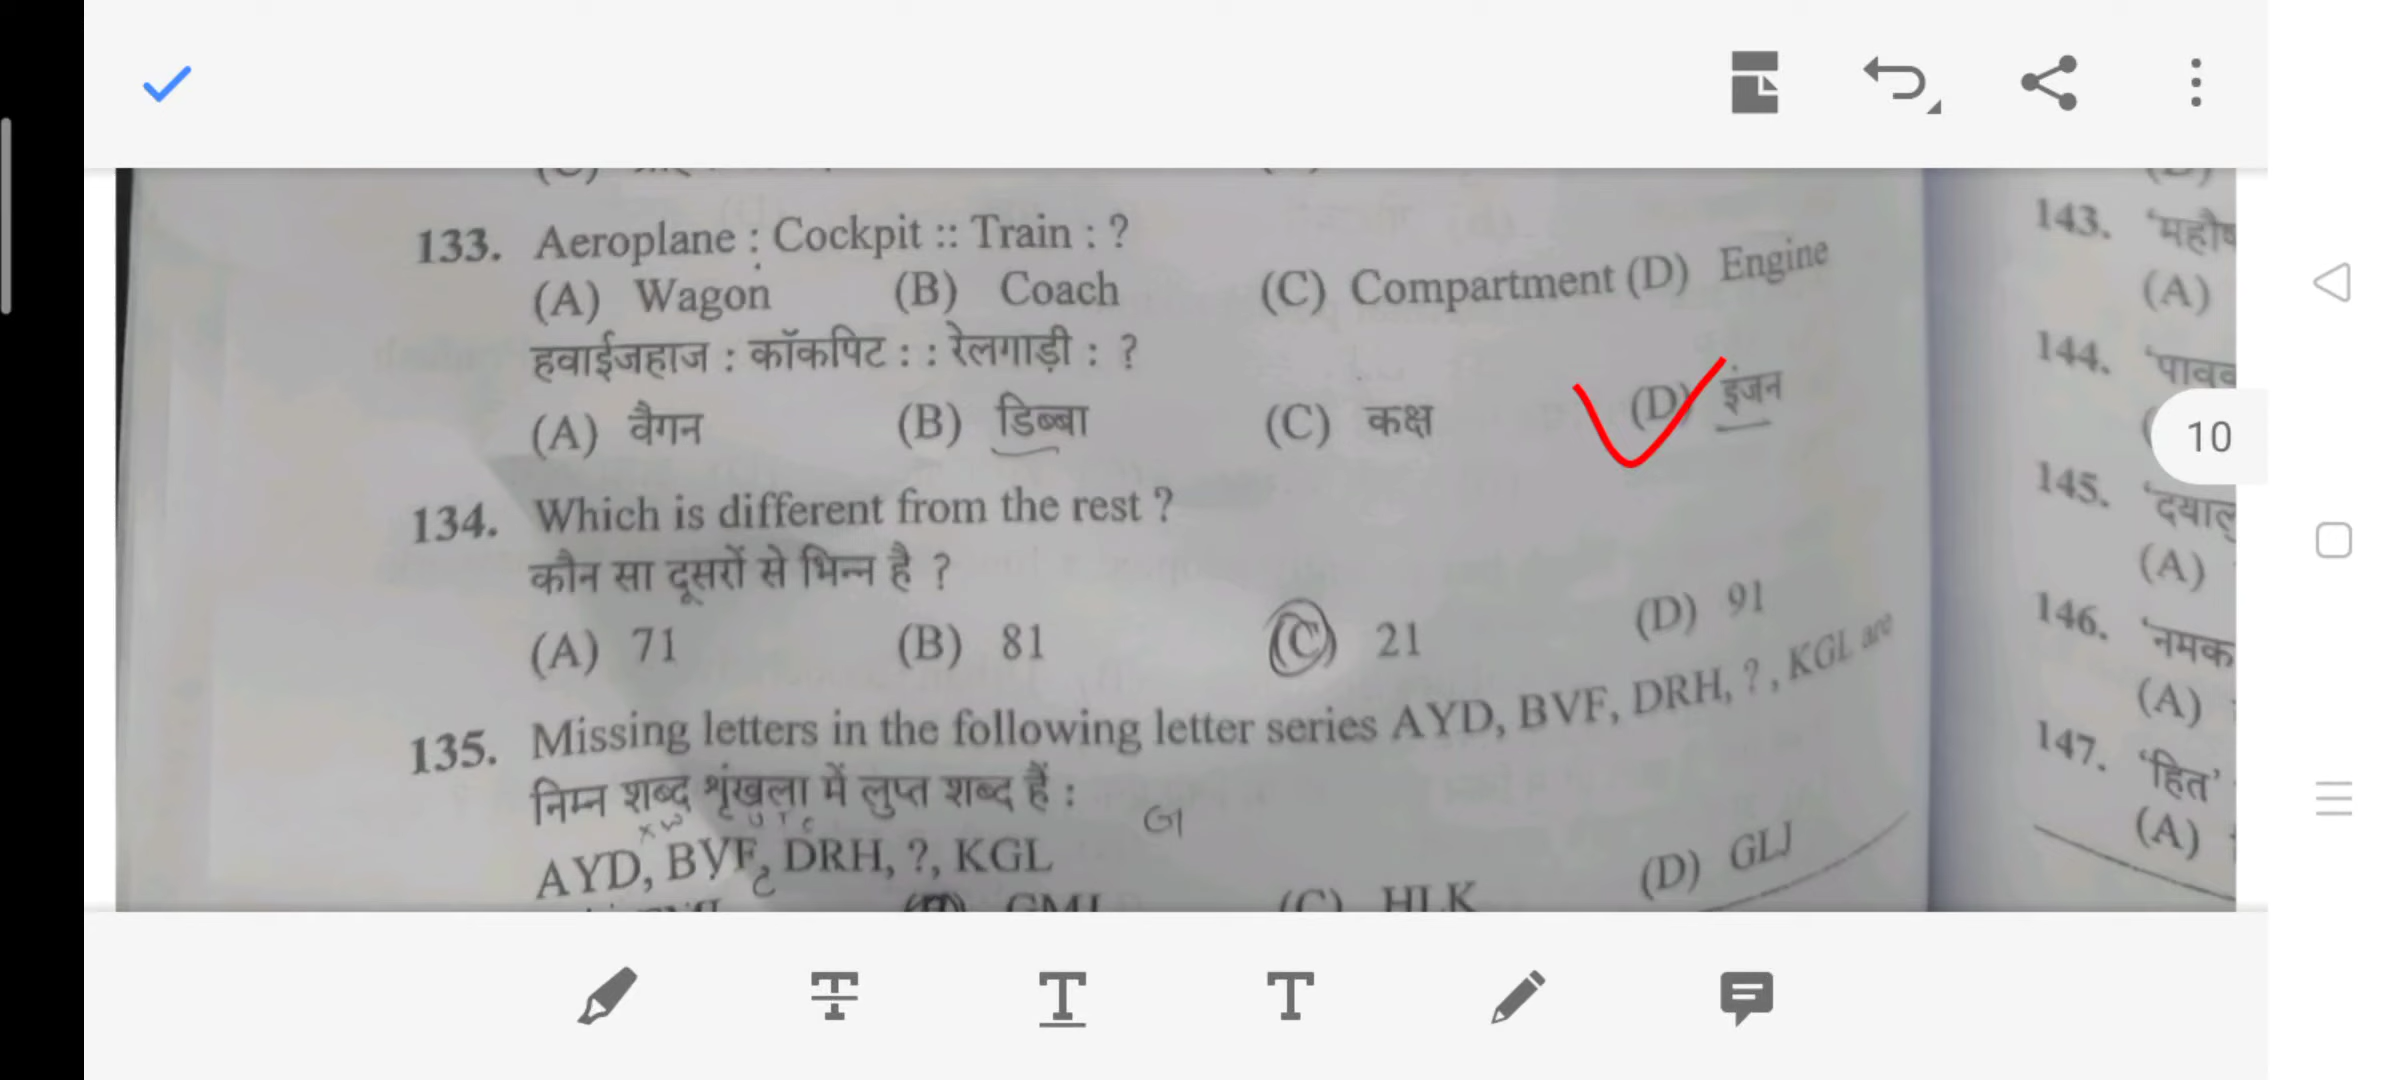 133. Aeroplane : Cockpit :: Train : ?
(A) Wagon (B) Coach (C) Compartment (D) Engine
हवाईजहाज : कॉकपिट : : रेलगाड़ी : ?
(A) वैगन (B) डिब्बा (C) कक्ष (D) इंजन
134. Which is different from the rest ?
कौन सा दूसरों से भिन्न है ?
(A) 71 (B) 81 (C) 21 (D) 91
135. Missing letters in the following letter series AYD, BVF, DRH, ? , KGL are
निम्न शब्द शृंखला में लुप्त शब्द हैं :
G
AYD, BVF, DRH, ?, KGL
(C) HLK (D) GLJ
143.
(A)
144.
145.
(A)
146. 'नमक
(A)
147. 'हित'
(A)
10